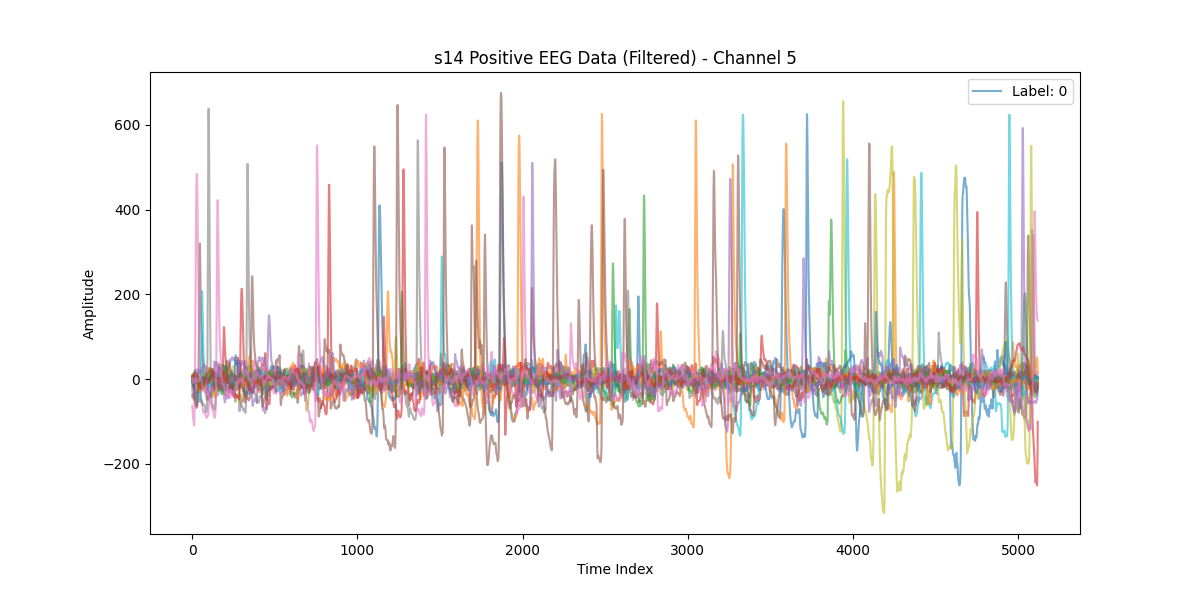 s14 Positive EEG Data (Filtered) - Channel 5
Label: 0
600
400
200
0
−200
Amplitude
0 1000 2000 3000 4000 5000
Time Index